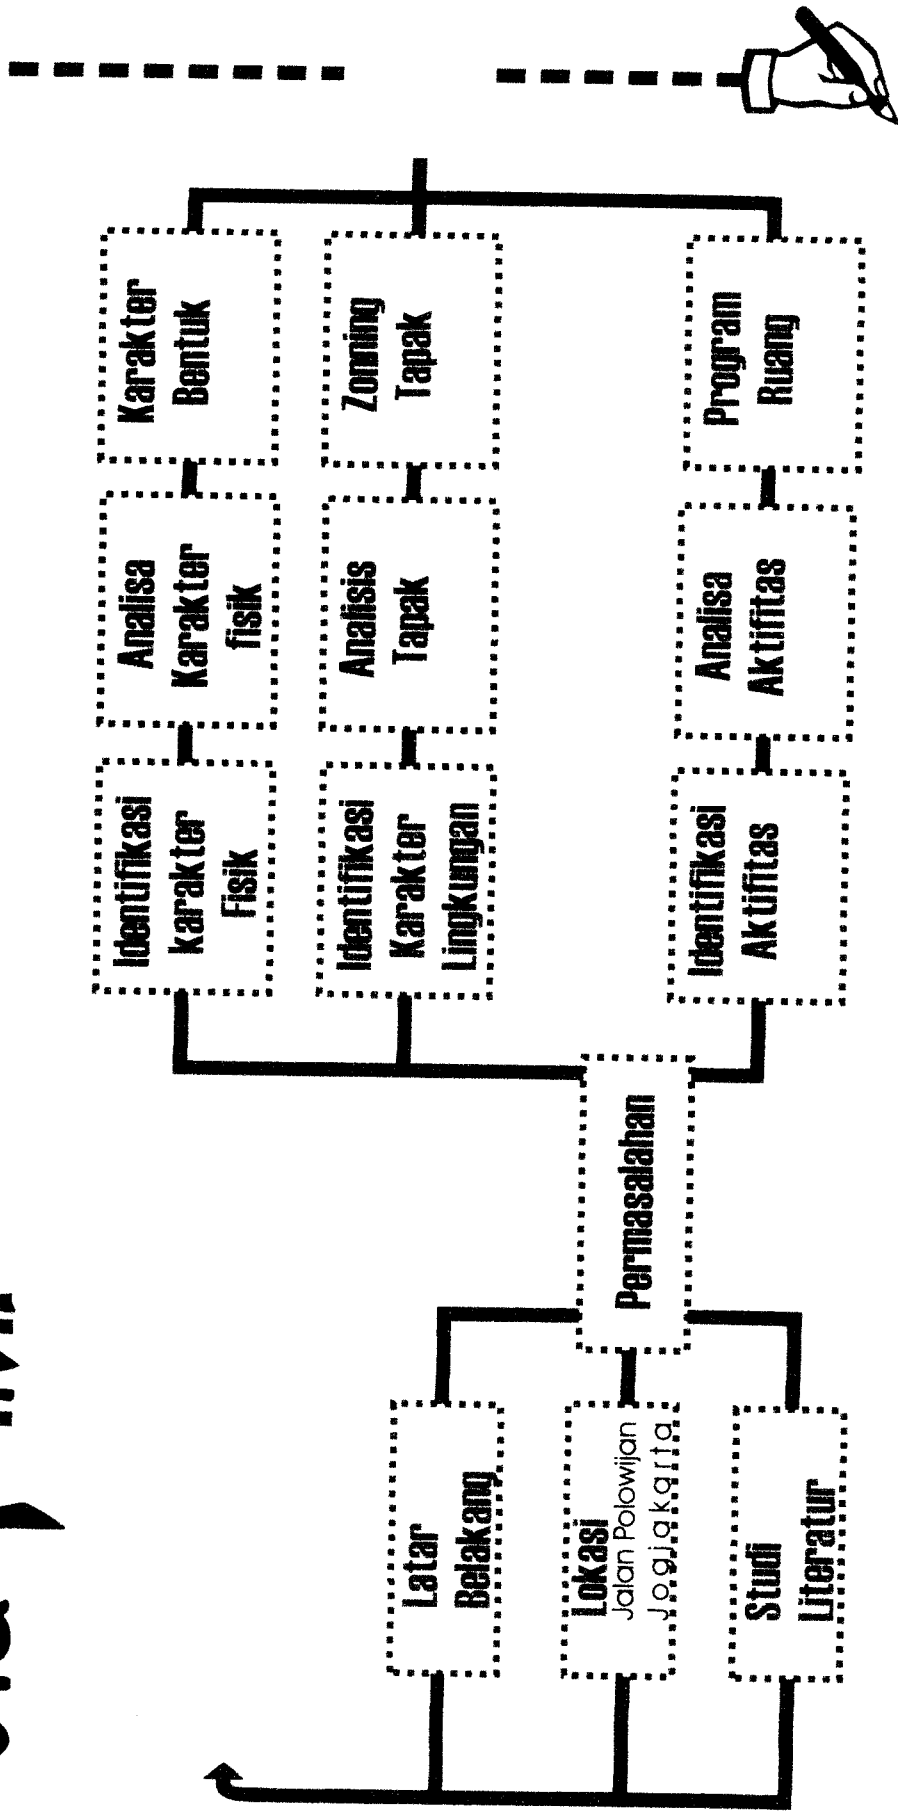 Latar
Belakang
Lokasi
Jalan Polowijan
Jogjakarta
Studi
Literatur
Permasalahan
Identifikasi
karakter
Fisik
Analisa
Karakter
fisik
Karakter
Bentuk
Identifikasi
Karakter
Lingkungan
Analisis
Tapak
Zonning
Tapak
Identifikasi
Aktifitas
Analisa
Aktifitas
Program
Ruang